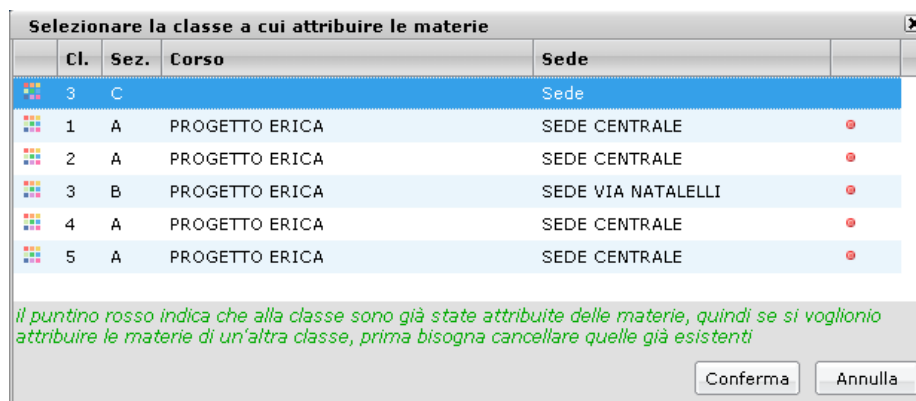 Selezionare la classe a cui attribuire le materie
Cl. Sez. Corso Sede
3 C Sede
1 A PROGETTO ERICA SEDE CENTRALE
2 A PROGETTO ERICA SEDE CENTRALE
3 B PROGETTO ERICA SEDE VIA NATALELLI
4 A PROGETTO ERICA SEDE CENTRALE
5 A PROGETTO ERICA SEDE CENTRALE
il puntino rosso indica che alla classe sono già state attribuite delle materie, quindi se si voglionio
attribuire le materie di un'altra classe, prima bisogna cancellare quelle già esistenti
Conferma Annulla